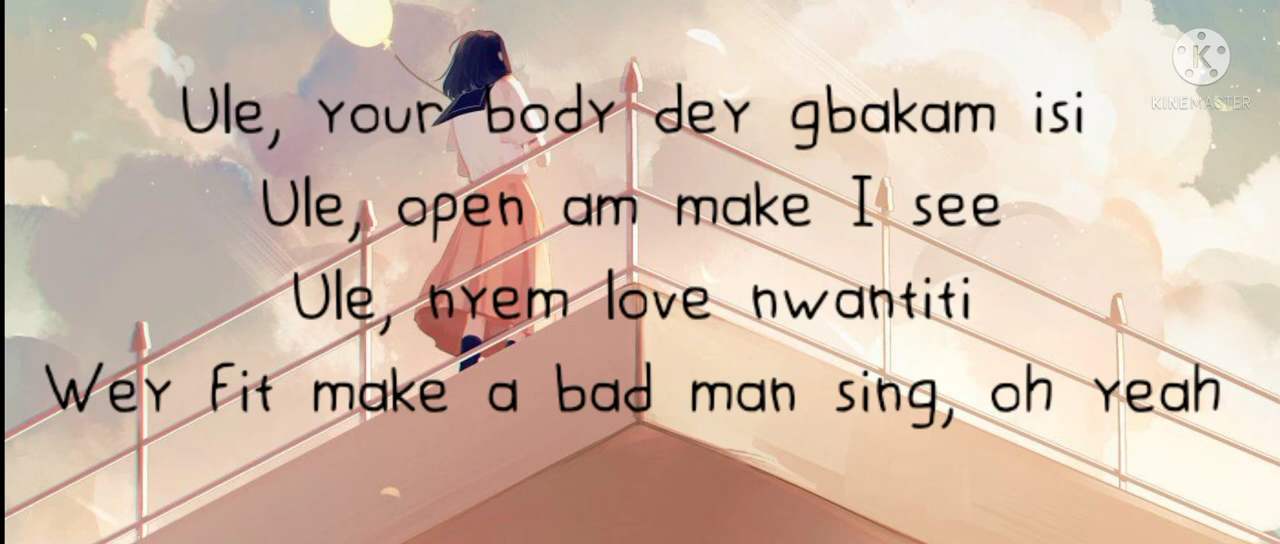 Ule, your body dey gbakam isi
Ule, open am make I see
Ule, nyem love nwantiti
Wey fit make a bad man sing, oh yeah
K
KINEMASTER